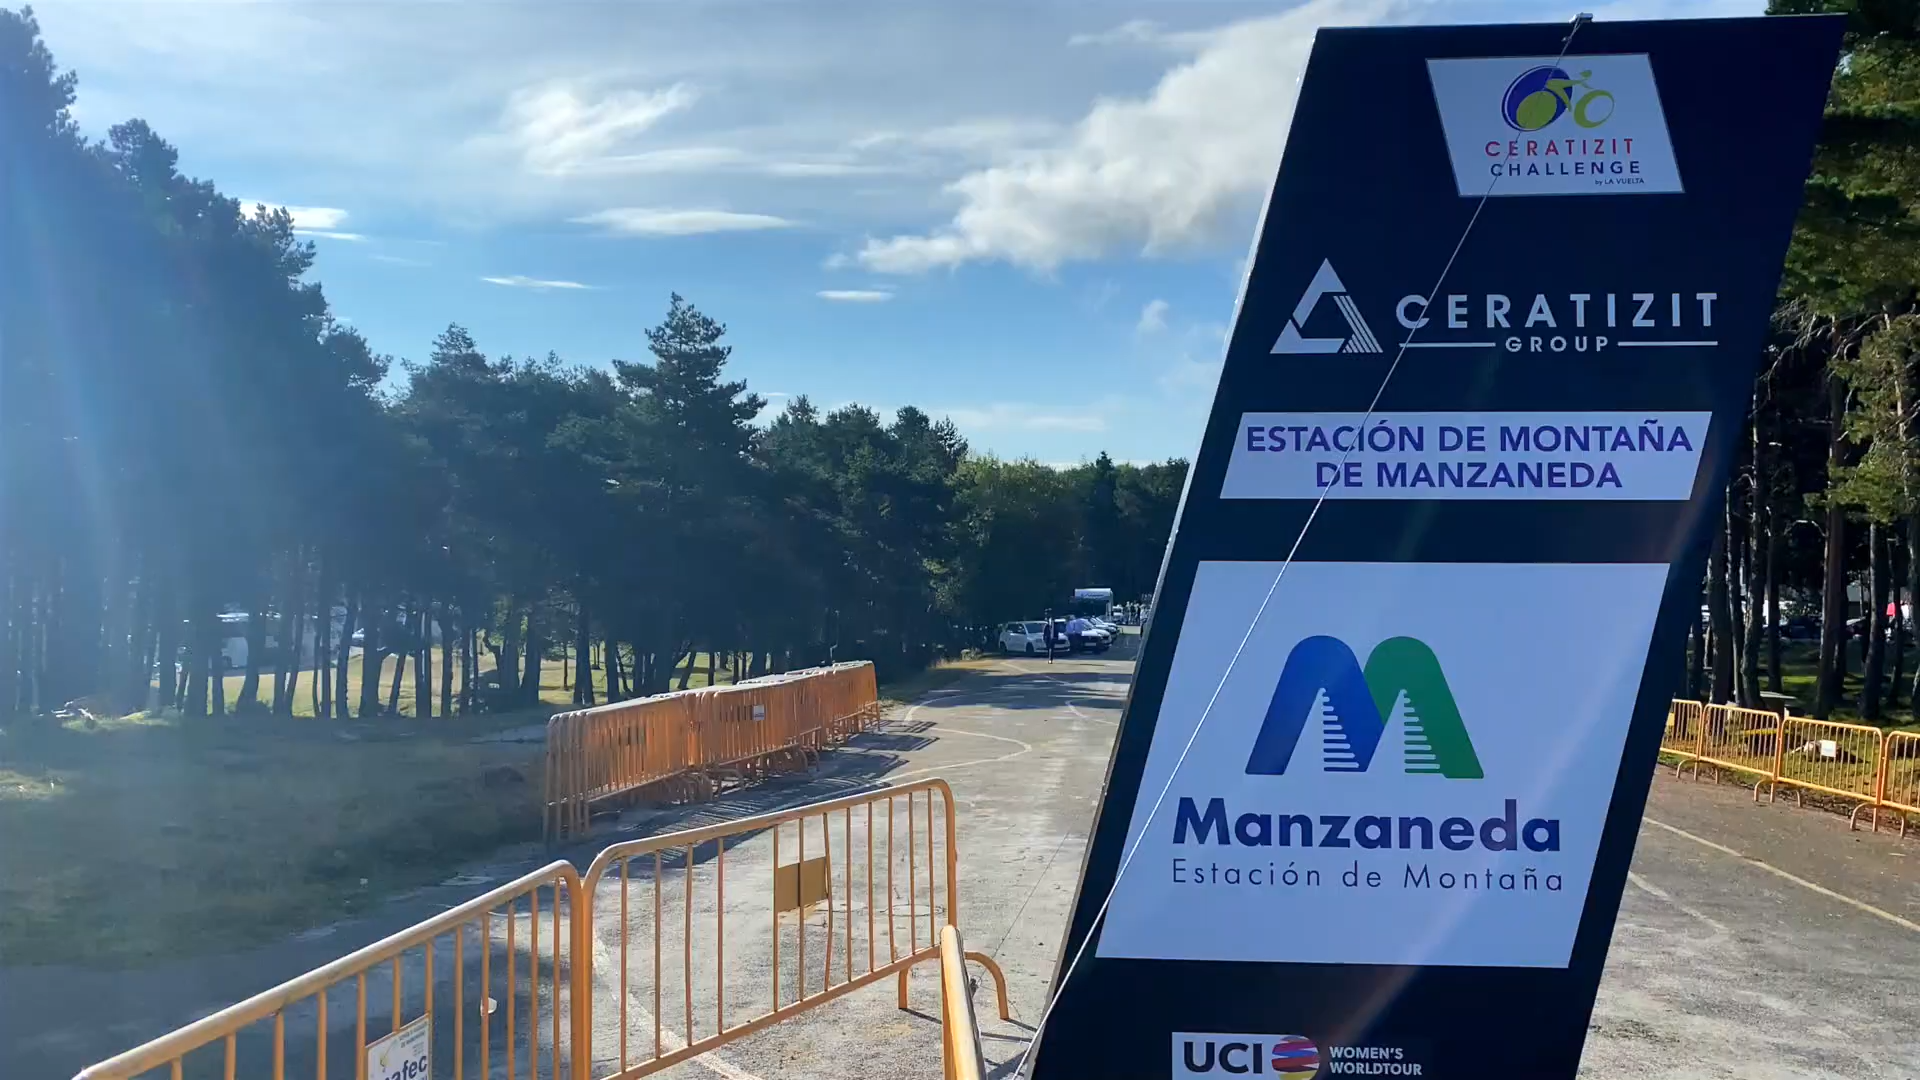 CERATIZIT
CHALLENGE
by LA VUELTA
CERATIZIT
GROUP
ESTACIÓN DE MONTAÑA
DE MANZANEDA
Manzaneda
Estación de Montaña
UCI WOMEN'S
WORLDTOUR